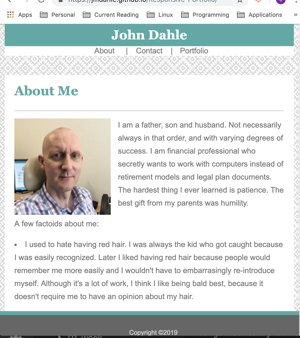 https://jmdahle.github.io/Responsive-Portfolio/
Apps Personal Current Reading Linux Programming Applications »
John Dahle
About | Contact | Portfolio
About Me
I am a father, son and husband. Not necessarily
always in that order, and with varying degrees of
success. I am financial professional who
secretly wants to work with computers instead of
retirement models and legal plan documents.
The hardest thing I ever learned is patience. The
best gift from my parents was humility.
A few factoids about me:
• I used to hate having red hair. I was always the kid who got caught because
I was easily recognized. Later I liked having red hair because people would
remember me more easily and I wouldn't have to embarrasingly re-introduce
myself. Although it's a lot of work, I think I like being bald best, because it
doesn't require me to have an opinion about my hair.
Copyright ©2019